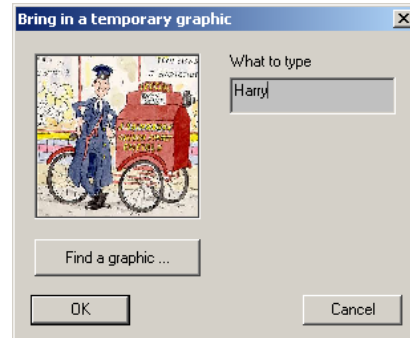 Bring in a temporary graphic
What to type
Harry
Find a graphic ...
OK
Cancel